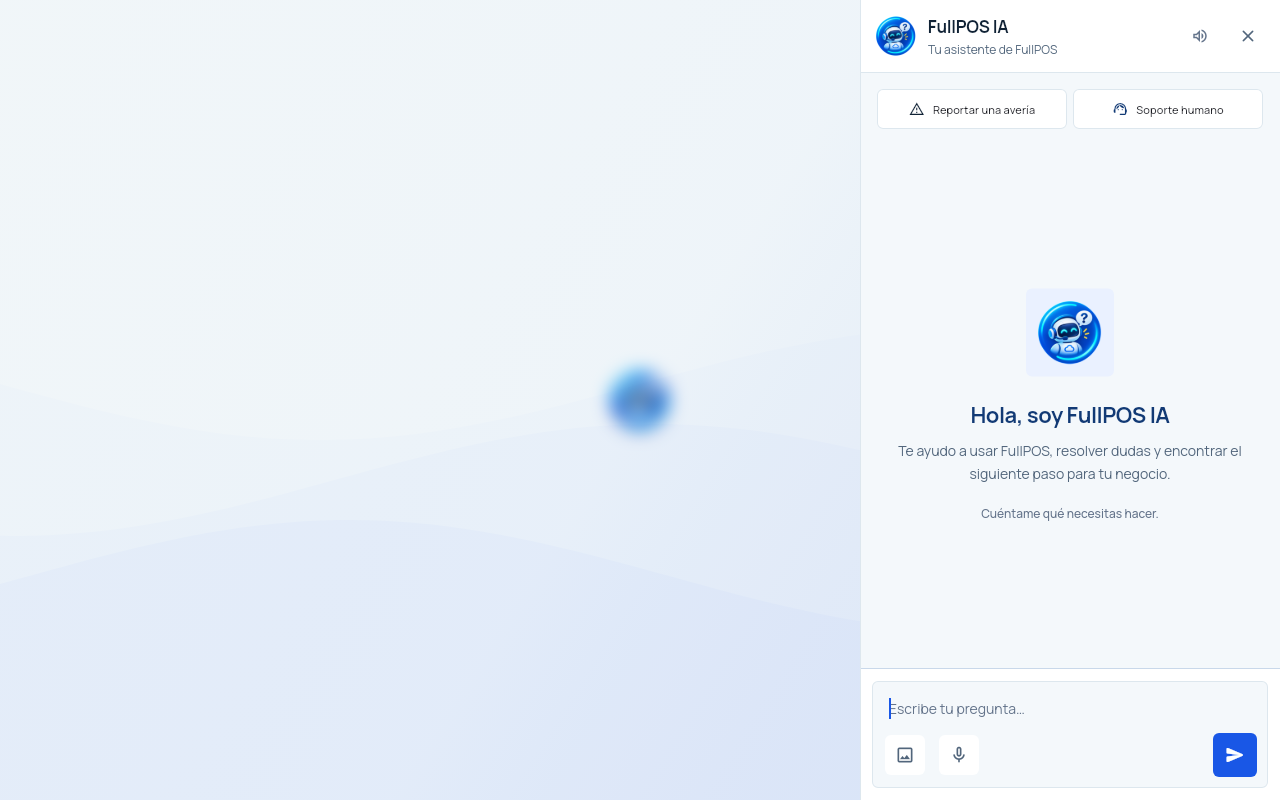 FullPOS IA
Tu asistente de FullPOS
Reportar una avería
Soporte humano
?
Hola, soy FullPOS IA
Te ayudo a usar FullPOS, resolver dudas y encontrar el
siguiente paso para tu negocio.
Cuéntame qué necesitas hacer.
Escribe tu pregunta...